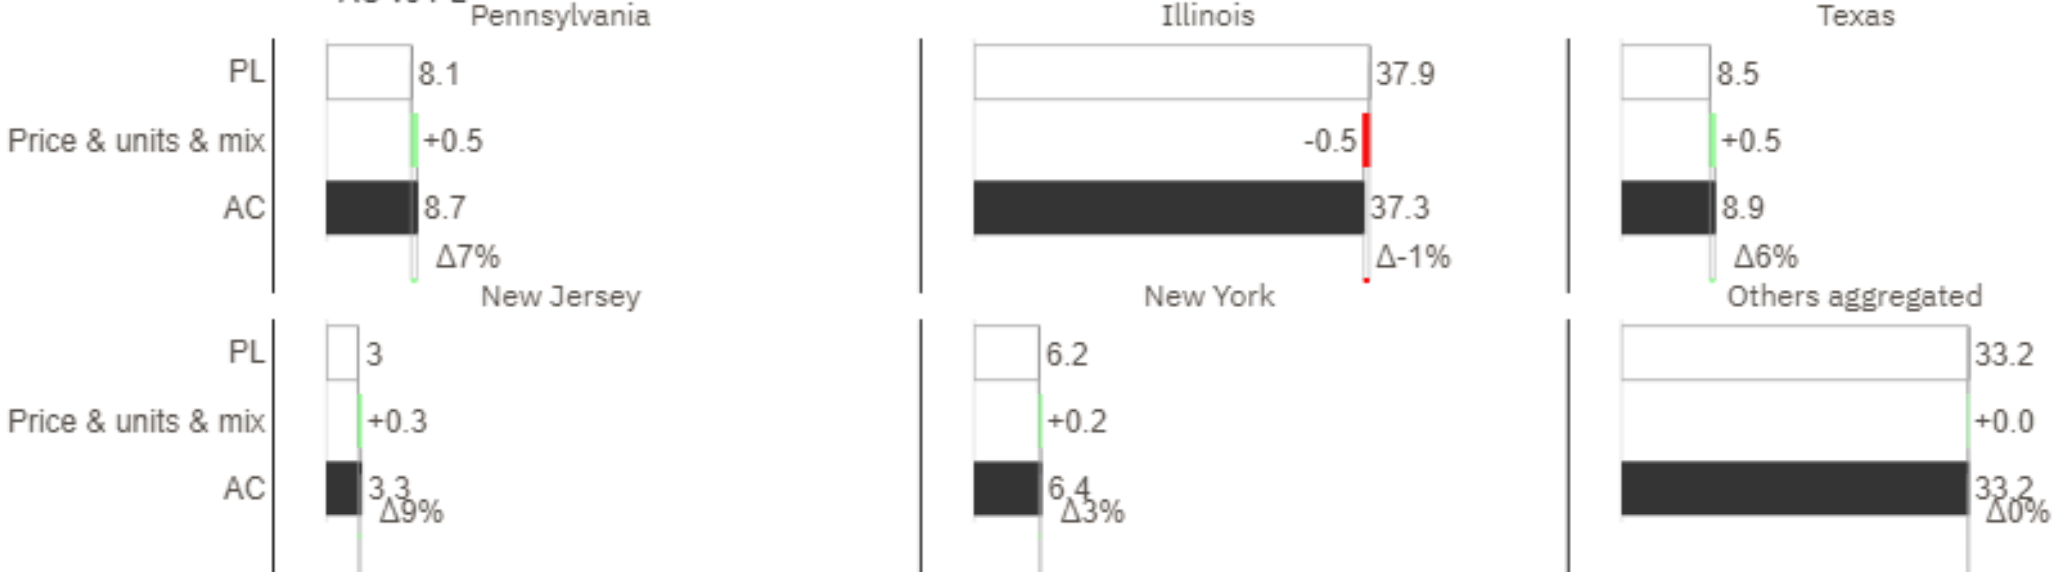 Pennsylvania
Illinois
Texas
PL
8.1
37.9
8.5
Price & units & mix
+0.5
-0.5
+0.5
AC
8.7
37.3
8.9
Δ7%
Δ-1%
Δ6%
New Jersey
New York
Others aggregated
PL
3
6.2
33.2
Price & units & mix
+0.3
+0.2
+0.0
AC
3.3
6.4
33.2
Δ9%
Δ3%
Δ0%